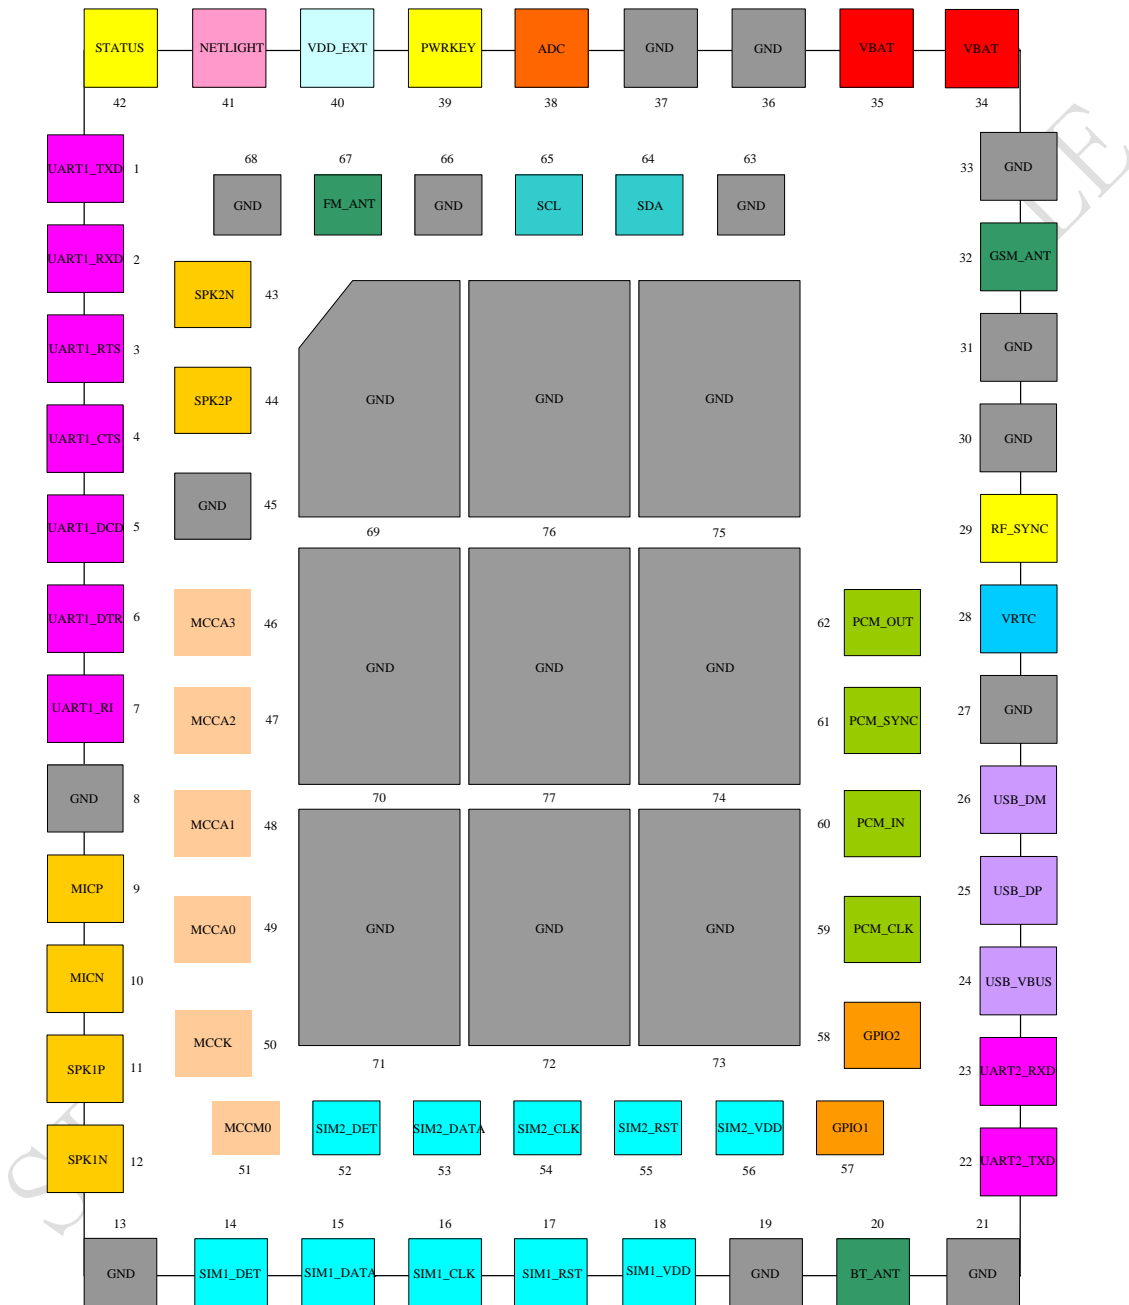 STATUS NETLIGHT VDD_EXT PWRKEY ADC GND GND VBAT VBAT
42 41 40 39 38 37 36 35 34
UART1_TXD 1
68 67 66 65 64 63
33 GND
GND FM_ANT GND SCL SDA GND
UART1_RXD 2
32 GSM_ANT
SPK2N 43
UART1_RTS 3
31 GND
SPK2P 44
GND GND GND
UART1_CTS 4
30 GND
GND 45
UART1_DCD 5
69 76 75
29 RF_SYNC
UART1_DTR 6
MCCA3 46
62 PCM_OUT
28 VRTC
GND GND GND
UART1_RI 7
MCCA2 47
61 PCM_SYNC
27 GND
GND 8
70 77 74
26 USB_DM
MCCA1 48
60 PCM_IN
MICP 9
25 USB_DP
MCCA0 49
GND GND GND
59 PCM_CLK
MICN 10
24 USB_VBUS
MCCK 50
58 GPIO2
SPK1P 11
71 72 73
23 UART2_RXD
MCCM0 SIM2_DET SIM2_DATA SIM2_CLK SIM2_RST SIM2_VDD GPIO1
SPK1N 12
51 52 53 54 55 56 57
22 UART2_TXD
13 14 15 16 17 18 19 20 21
GND SIM1_DET SIM1_DATA SIM1_CLK SIM1_RST SIM1_VDD GND BT_ANT GND